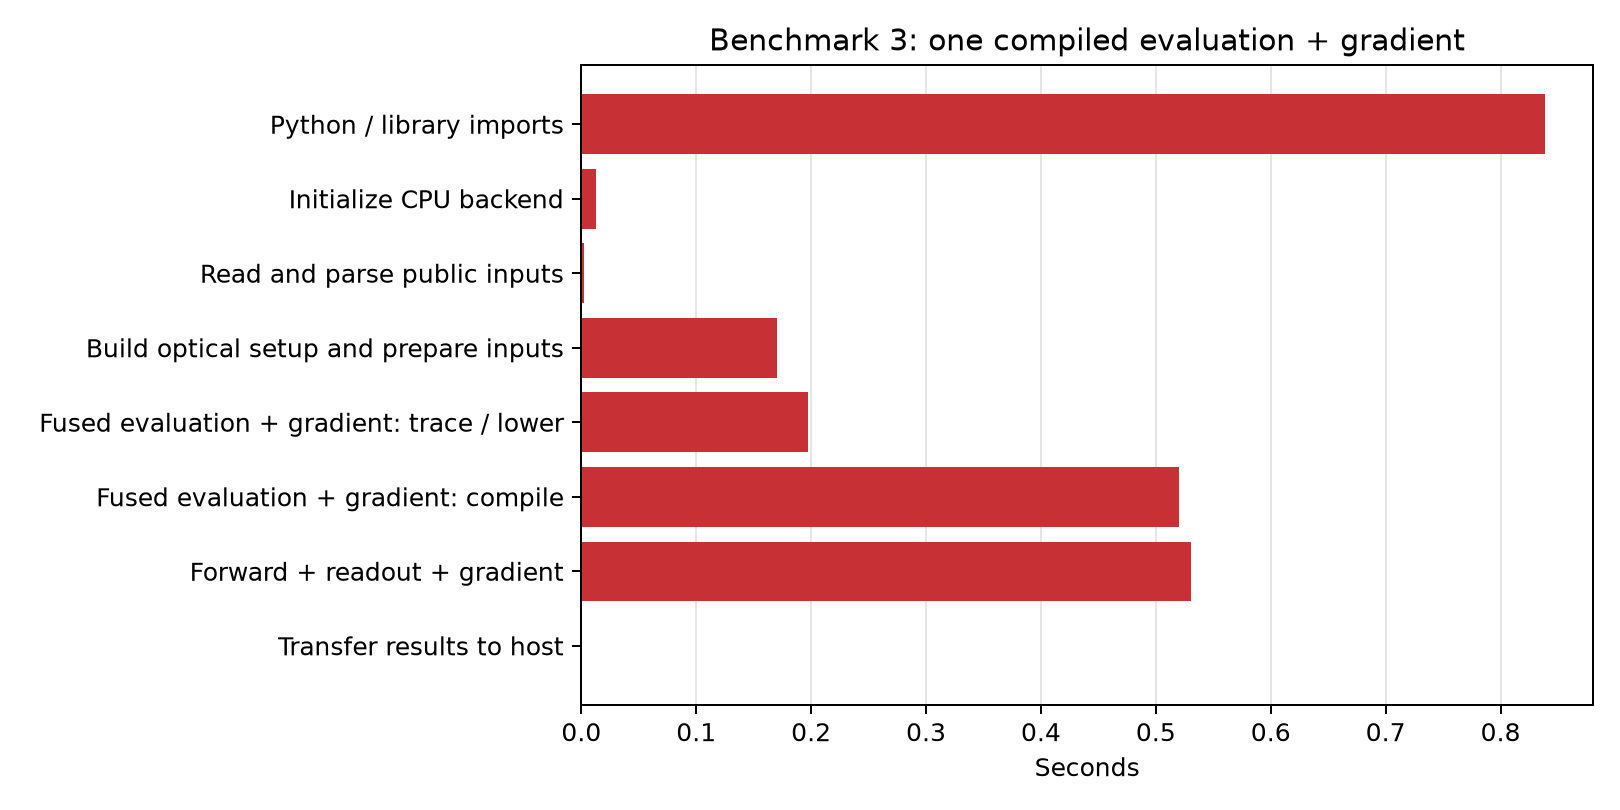 Benchmark 3: one compiled evaluation + gradient
Python / library imports
Initialize CPU backend
Read and parse public inputs
Build optical setup and prepare inputs
Fused evaluation + gradient: trace / lower
Fused evaluation + gradient: compile
Forward + readout + gradient
Transfer results to host
0.0 0.1 0.2 0.3 0.4 0.5 0.6 0.7 0.8
Seconds